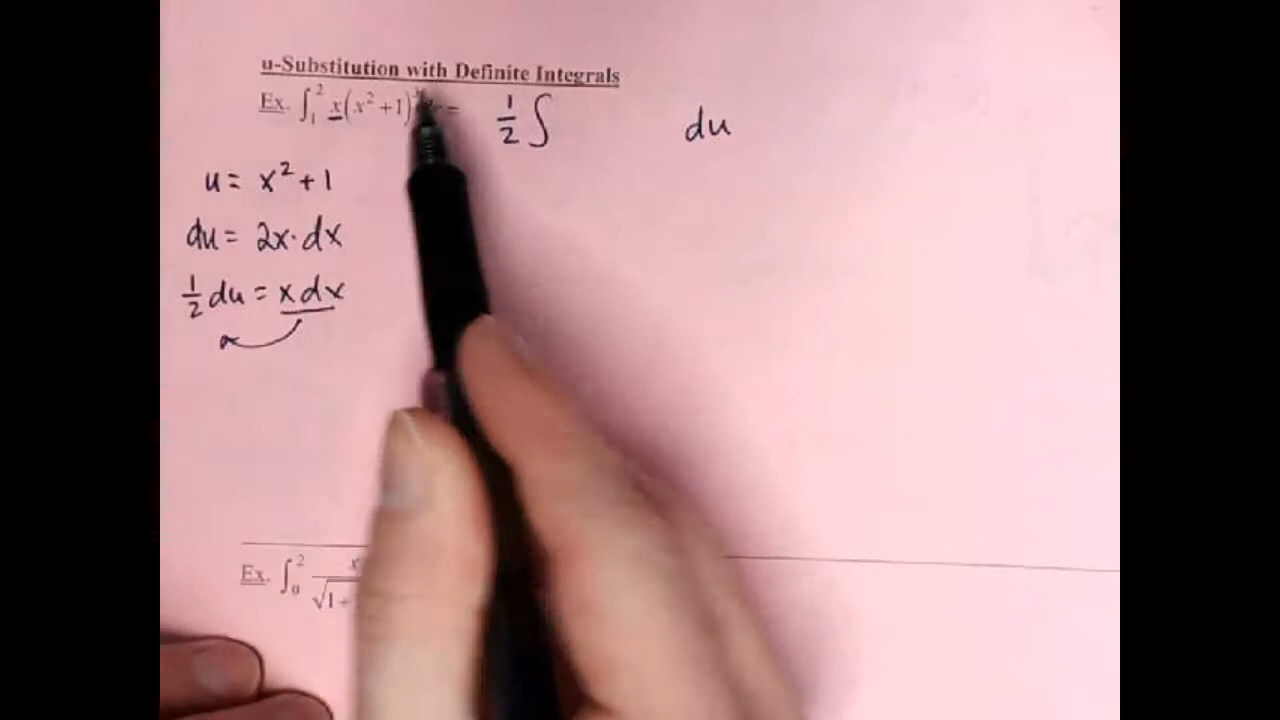 u-Substitution with Definite Integrals
Ex. ∫₁² x(x²+1) = ½ ∫ du
u = x² + 1
du = 2x · dx
½ du = x dx
Ex. ∫₀² x
√1+